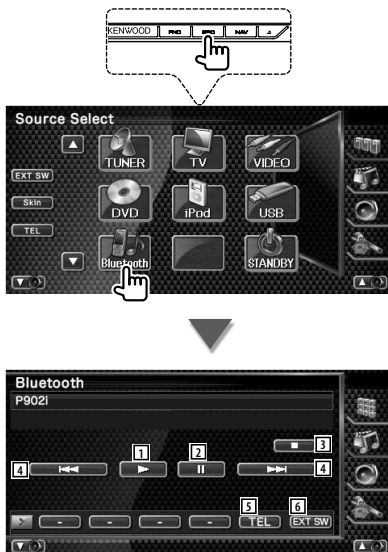 KENWOOD FNC SRC NAV
Source Select
TUNER TV VIDEO
EXT SW
Skin
DVD iPod USB
TEL
Bluetooth STANDBY
Bluetooth
P902i
1 2 3
4 4
5 6
TEL EXT SW